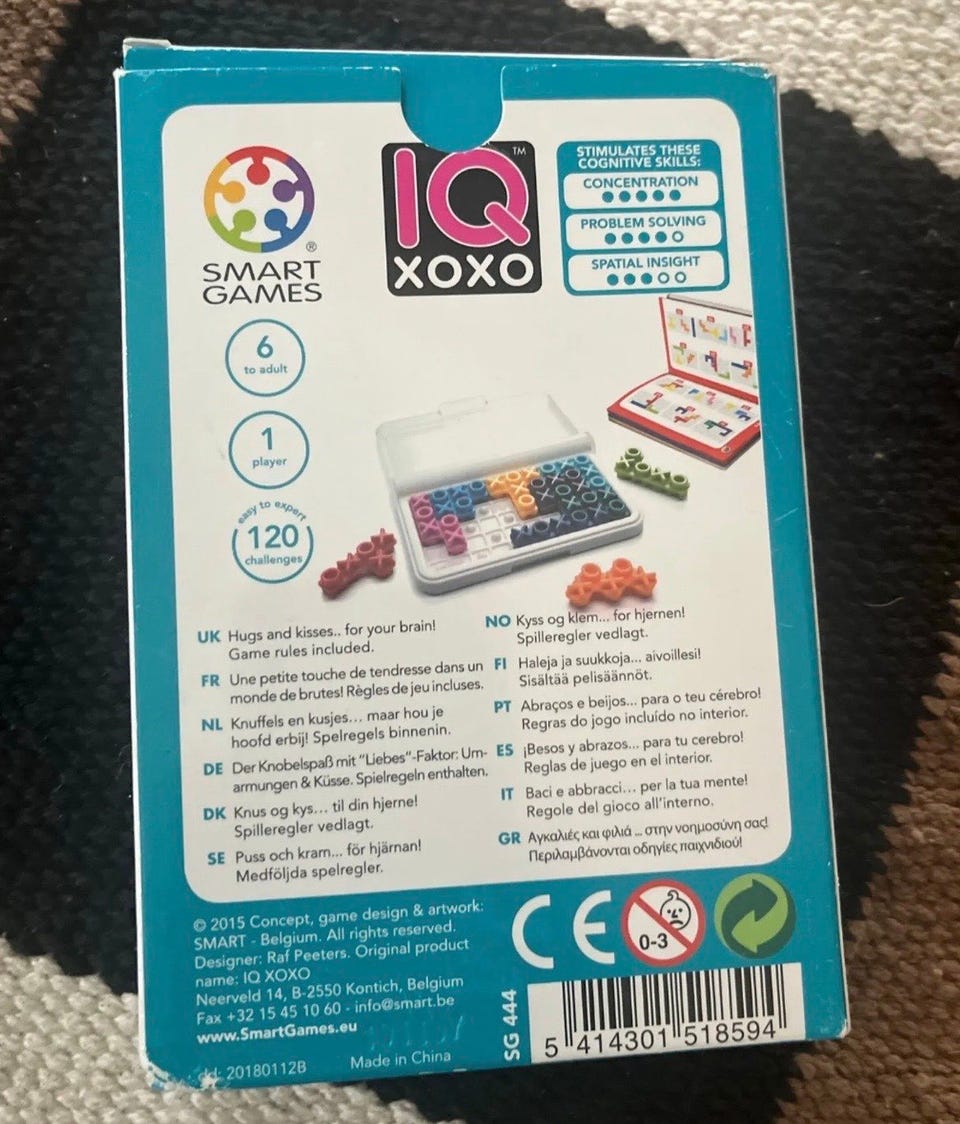 SMART
GAMES
®
IQ™
XOXO
STIMULATES THESE
COGNITIVE SKILLS:
CONCENTRATION
PROBLEM SOLVING
SPATIAL INSIGHT
6
to adult
1
player
easy to expert
120
challenges
UK Hugs and kisses.. for your brain!
Game rules included.
FR Une petite touche de tendresse dans un
monde de brutes! Règles de jeu incluses.
NL Knuffels en kusjes... maar hou je
hoofd erbij! Spelregels binnenin.
DE Der Knobelspaß mit "Liebes"-Faktor: Um-
armungen & Küsse. Spielregeln enthalten.
DK Knus og kys... til din hjerne!
Spilleregler vedlagt.
SE Puss och kram... för hjärnan!
Medföljda spelregler.
NO Kyss og klem... for hjernen!
Spilleregler vedlagt.
FI Haleja ja suukkoja... aivoillesi!
Sisältää pelisäännöt.
PT Abraços e beijos... para o teu cérebro!
Regras do jogo incluído no interior.
ES ¡Besos y abrazos... para tu cerebro!
Reglas de juego en el interior.
IT Baci e abbracci... per la tua mente!
Regole del gioco all'interno.
GR Αγκαλιές και φιλιά ... στην νοημοσύνη σας!
Περιλαμβάνονται οδηγίες παιχνιδιού!
© 2015 Concept, game design & artwork:
SMART - Belgium. All rights reserved.
Designer: Raf Peeters. Original product
name: IQ XOXO
Neerveld 14, B-2550 Kontich, Belgium
Fax +32 15 45 10 60 - info@smart.be
www.SmartGames.eu
20180112B
Made in China
CE
0-3
SG 444
5 414301 518594